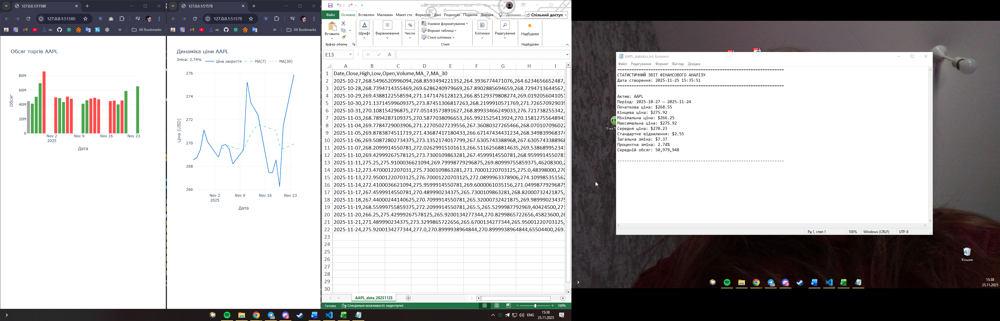 127.0.0.1:51580
127.0.0.1:51580
лк
All Bookmarks
Обсяг торгів AAPL
80M
60M
40M
20M
0
Обсяг
Nov 2
2025
Nov 9
Nov 16
Nov 23
Дата
127.0.0.1:51578
127.0.0.1:51578
лк
All Bookmarks
Динаміка ціни AAPL
Зміна: 2.74%
Ціна закриття
MA(7)
MA(30)
276
274
272
270
268
266
Ціна (USD)
Nov 2
2025
Nov 9
Nov 16
Nov 23
Дата
AAPL_data_20251125.csv - Excel
Влад Чесной
Файл Основне Вставленн Малюван Макет сто Формули Дані Рецензува Подання Довідка Допомог Спільний доступ
Вставити
Буфер обміну
Шрифт
Вирівнювання
Число
Умовне форматування
Формат таблиці
Стилі клітинок
Стилі
Клітинки
Редагування
Надбудови
Надбудови
E13
A B C D E F G H I
1 Date,Close,High,Low,Open,Volume,MA_7,MA_30
2 2025-10-27,268.5496520996094,268.8593494221352,264.3936774471076,264.6234656652487,
3 2025-10-28,268.7394714355469,269.6286240979669,267.8902885694659,268.7294713644567,
4 2025-10-29,269.4388122558594,271.1471476128123,266.85129379808274,269.0192056041051
5 2025-10-30,271.13714599609375,273.87451306817263,268.2199910571769,271.726570929039
6 2025-10-31,270.108154296875,277.05143573891627,268.89933466249033,276.721738255342,
7 2025-11-03,268.7894287109375,270.5877038096653,265.9921525413924,270.1581275564894­3
8 2025-11-04,269.7784729003906,271.22705027239556,267.36080327265466,268.070107096022
9 2025-11-05,269.8783874511719,271.43687417180433,266.67147434431234,268.349839968374
10 2025-11-06,269.50872802734375,273.1352174017799,267.6305743388968,267.6305743388968
11 2025-11-07,268.2099914550781,272.02629915101613,266.51162568814635,269.538689952343
12 2025-11-10,269.42999267578125,273.7300109863281,267.4599914550781,268.9599914550781
13 2025-11-11,275.25,275.9100036621094,269.79998779296875,269.80999755859375,46208300,2
14 2025-11-12,273.4700012207031,275.7300109863281,271.70001220703125,275.0,48398000,270
15 2025-11-13,272.95001220703125,276.70001220703125,272.0899963378906,274.109985351562
16 2025-11-14,272.4100036621094,275.9599914550781,269.6000061035156,271.0499877929687­5
17 2025-11-17,267.4599914550781,270.489990234375,265.7300109863281,268.82000732421875,
18 2025-11-18,267.44000244140625,270.7099914550781,265.32000732421875,269.989990234375
19 2025-11-19,268.55999755859375,272.2099914550781,265.5,265.5299987792969,40424500,271
20 2025-11-20,266.25,275.42999267578125,265.9200134277344,270.8299865722656,45823600,26
21 2025-11-21,271.489990234375,273.3299865722656,265.6700134277344,265.95001220703125,
22 2025-11-24,275.9200134277344,277.0,270.8999938964844,270.8999938964844,65504400,269.
23
24
25
26
27
28
29
30
AAPL_data_20251125
Готово Спеціальні можливості: недоступні 100%
174
3
ENG
15:38
25.11.2025
PDF
PDF
AAPL_statistics.txt: Блокнот
Файл Редагування Формат Вигляд Довідка
======================================================================
СТАТИСТИЧНИЙ ЗВІТ ФІНАНСОВОГО АНАЛІЗУ
Дата створення: 2025-11-25 15:35:51
======================================================================
Актив: AAPL
Період: 2025-10-27 — 2025-11-24
Початкова ціна: $268.55
Кінцева ціна: $275.92
Мінімальна ціна: $266.25
Максимальна ціна: $275.92
Середня ціна: $270.23
Стандартне відхилення: $2.55
Загальна зміна: $7.37
Процентна зміна: 2.74%
Середній обсяг: 50,979,948
----------------------------------------------------------------------
Рд 1, ствп 1 100% Windows (CRLF) UTF-8
Кошик
174
3
15:38
25.11.2025